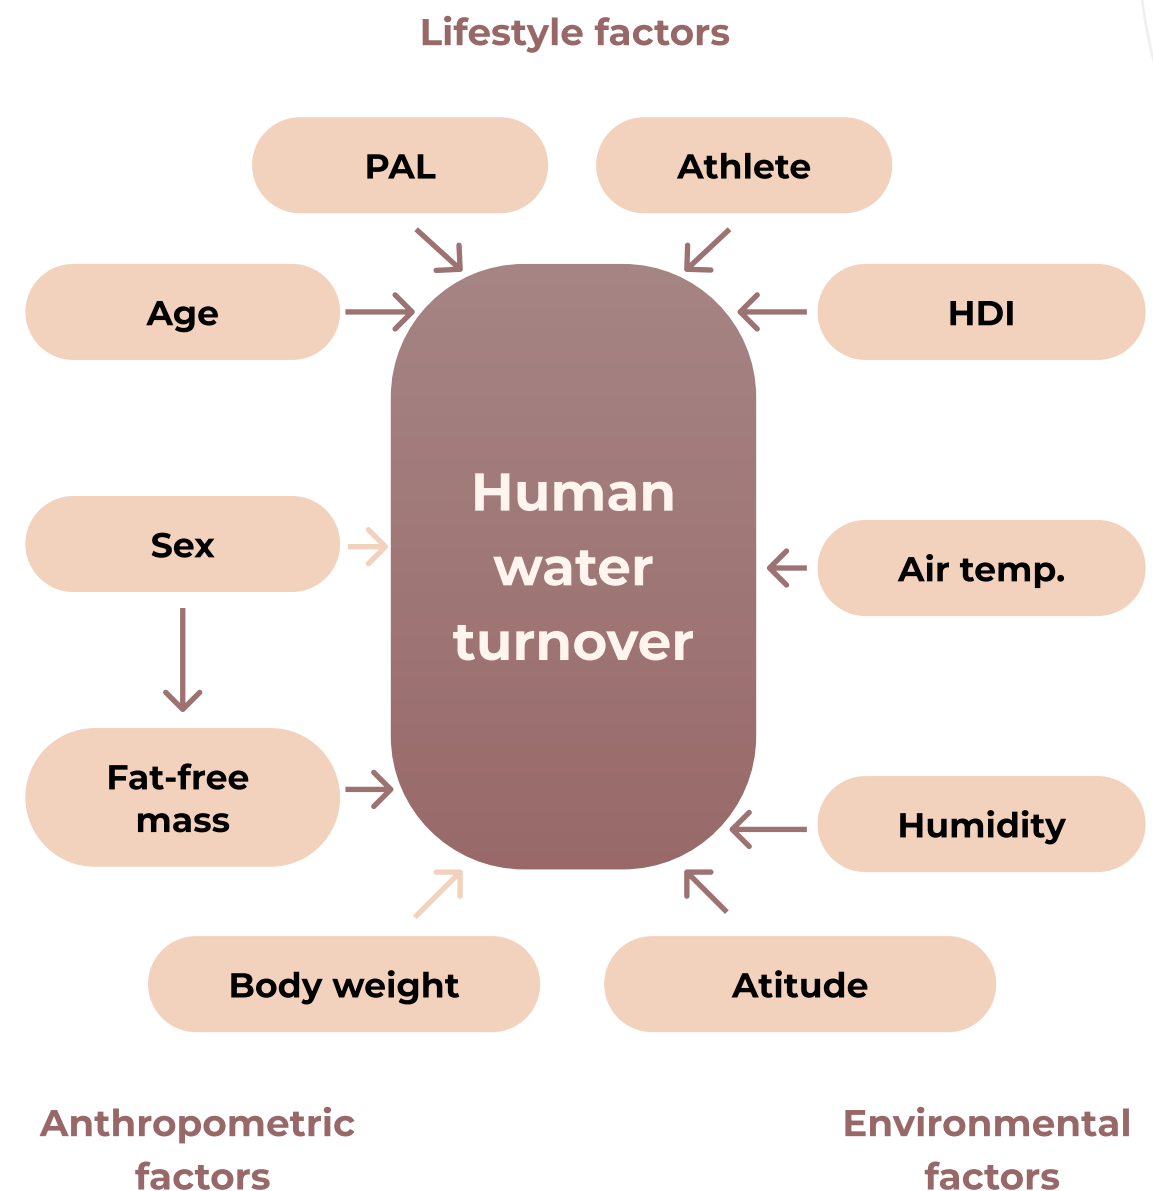 Lifestyle factors
PAL
Athlete
Age
HDI
Human
water
turnover
Sex
Air temp.
Fat-free
mass
Humidity
Body weight
Atitude
Anthropometric
factors
Environmental
factors